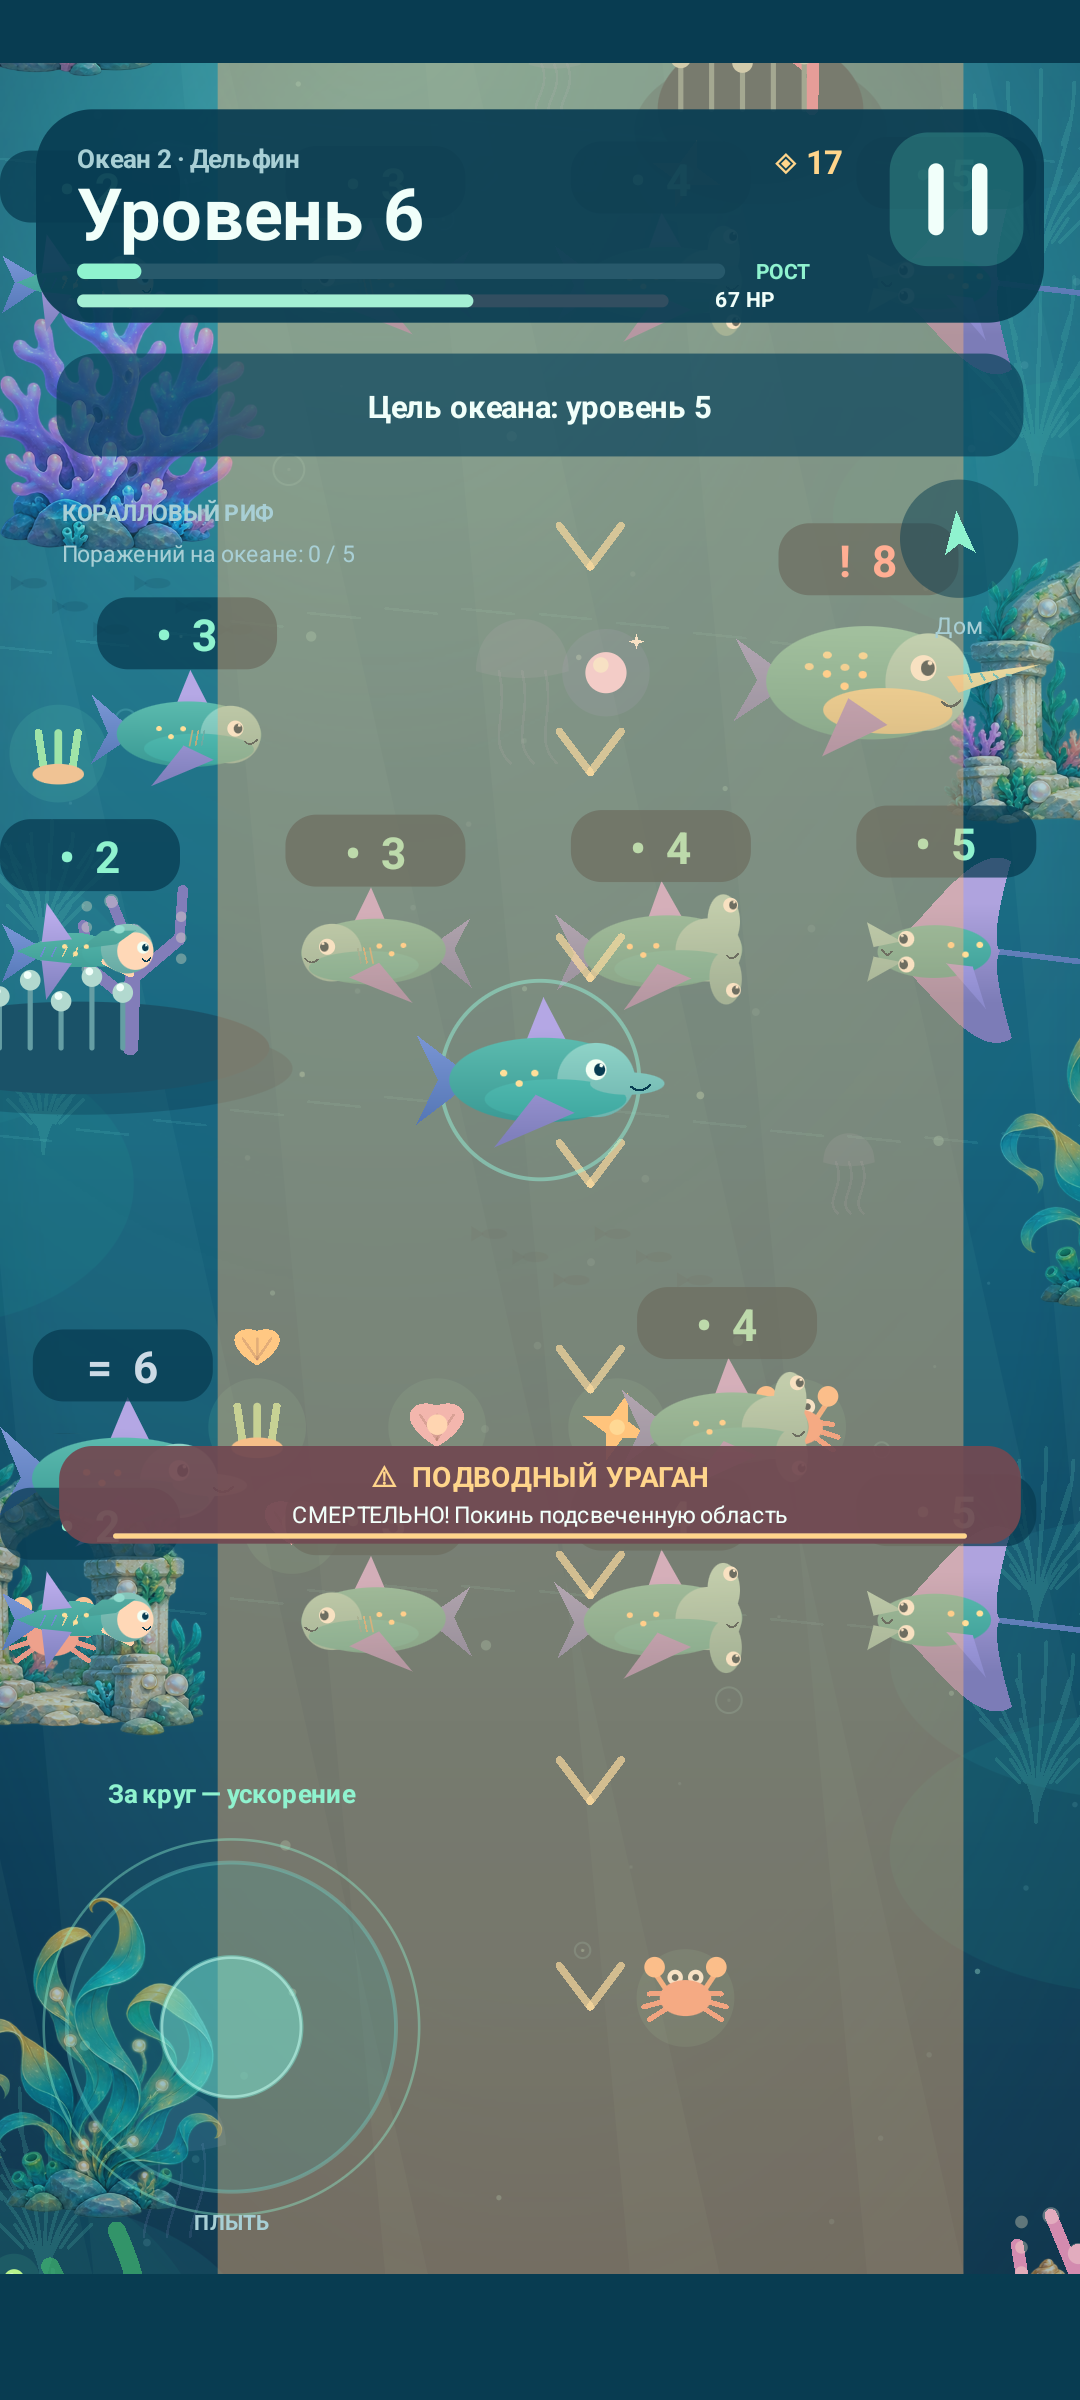 Океан 2 · Дельфин
17
Уровень 6
РОСТ
67 HP
Цель океана: уровень 5
КОРАЛЛОВЫЙ РИФ
Поражений на океане: 0 / 5
! 8
Дом
• 3
• 2
• 3
• 4
• 5
• 4
= 6
⚠ ПОДВОДНЫЙ УРАГАН
СМЕРТЕЛЬНО! Покинь подсвеченную область
2
5
За круг — ускорение
ПЛЫТЬ